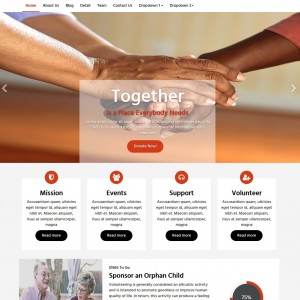 Home About Us Blog Detail Team Contact Us Dropdown 1 Dropdown 2
Together
is a Place Everybody Needs
Donate Now!
Mission Events Support Volunteer
Accusantium quam, ultricies Accusantium quam, ultricies Accusantium quam, ultricies Accusantium quam, ultricies
eget tempor id, aliquam eget eget tempor id, aliquam eget eget tempor id, aliquam eget eget tempor id, aliquam eget
nibh et. Maecen aliquam, nibh et. Maecen aliquam, nibh et. Maecen aliquam, nibh et. Maecen aliquam,
risus at semper ullamcorper, risus at semper ullamcorper, risus at semper ullamcorper, risus at semper ullamcorper,
magna magna magna magna
Read more Read more Read more Read more
STRIKE To Do
Sponsor an Orphan Child
Volunteering is generally considered an altruistic activity
and is intended to promote goodness or improve human
quality of life. In return, this activity can produce a feeling
75%